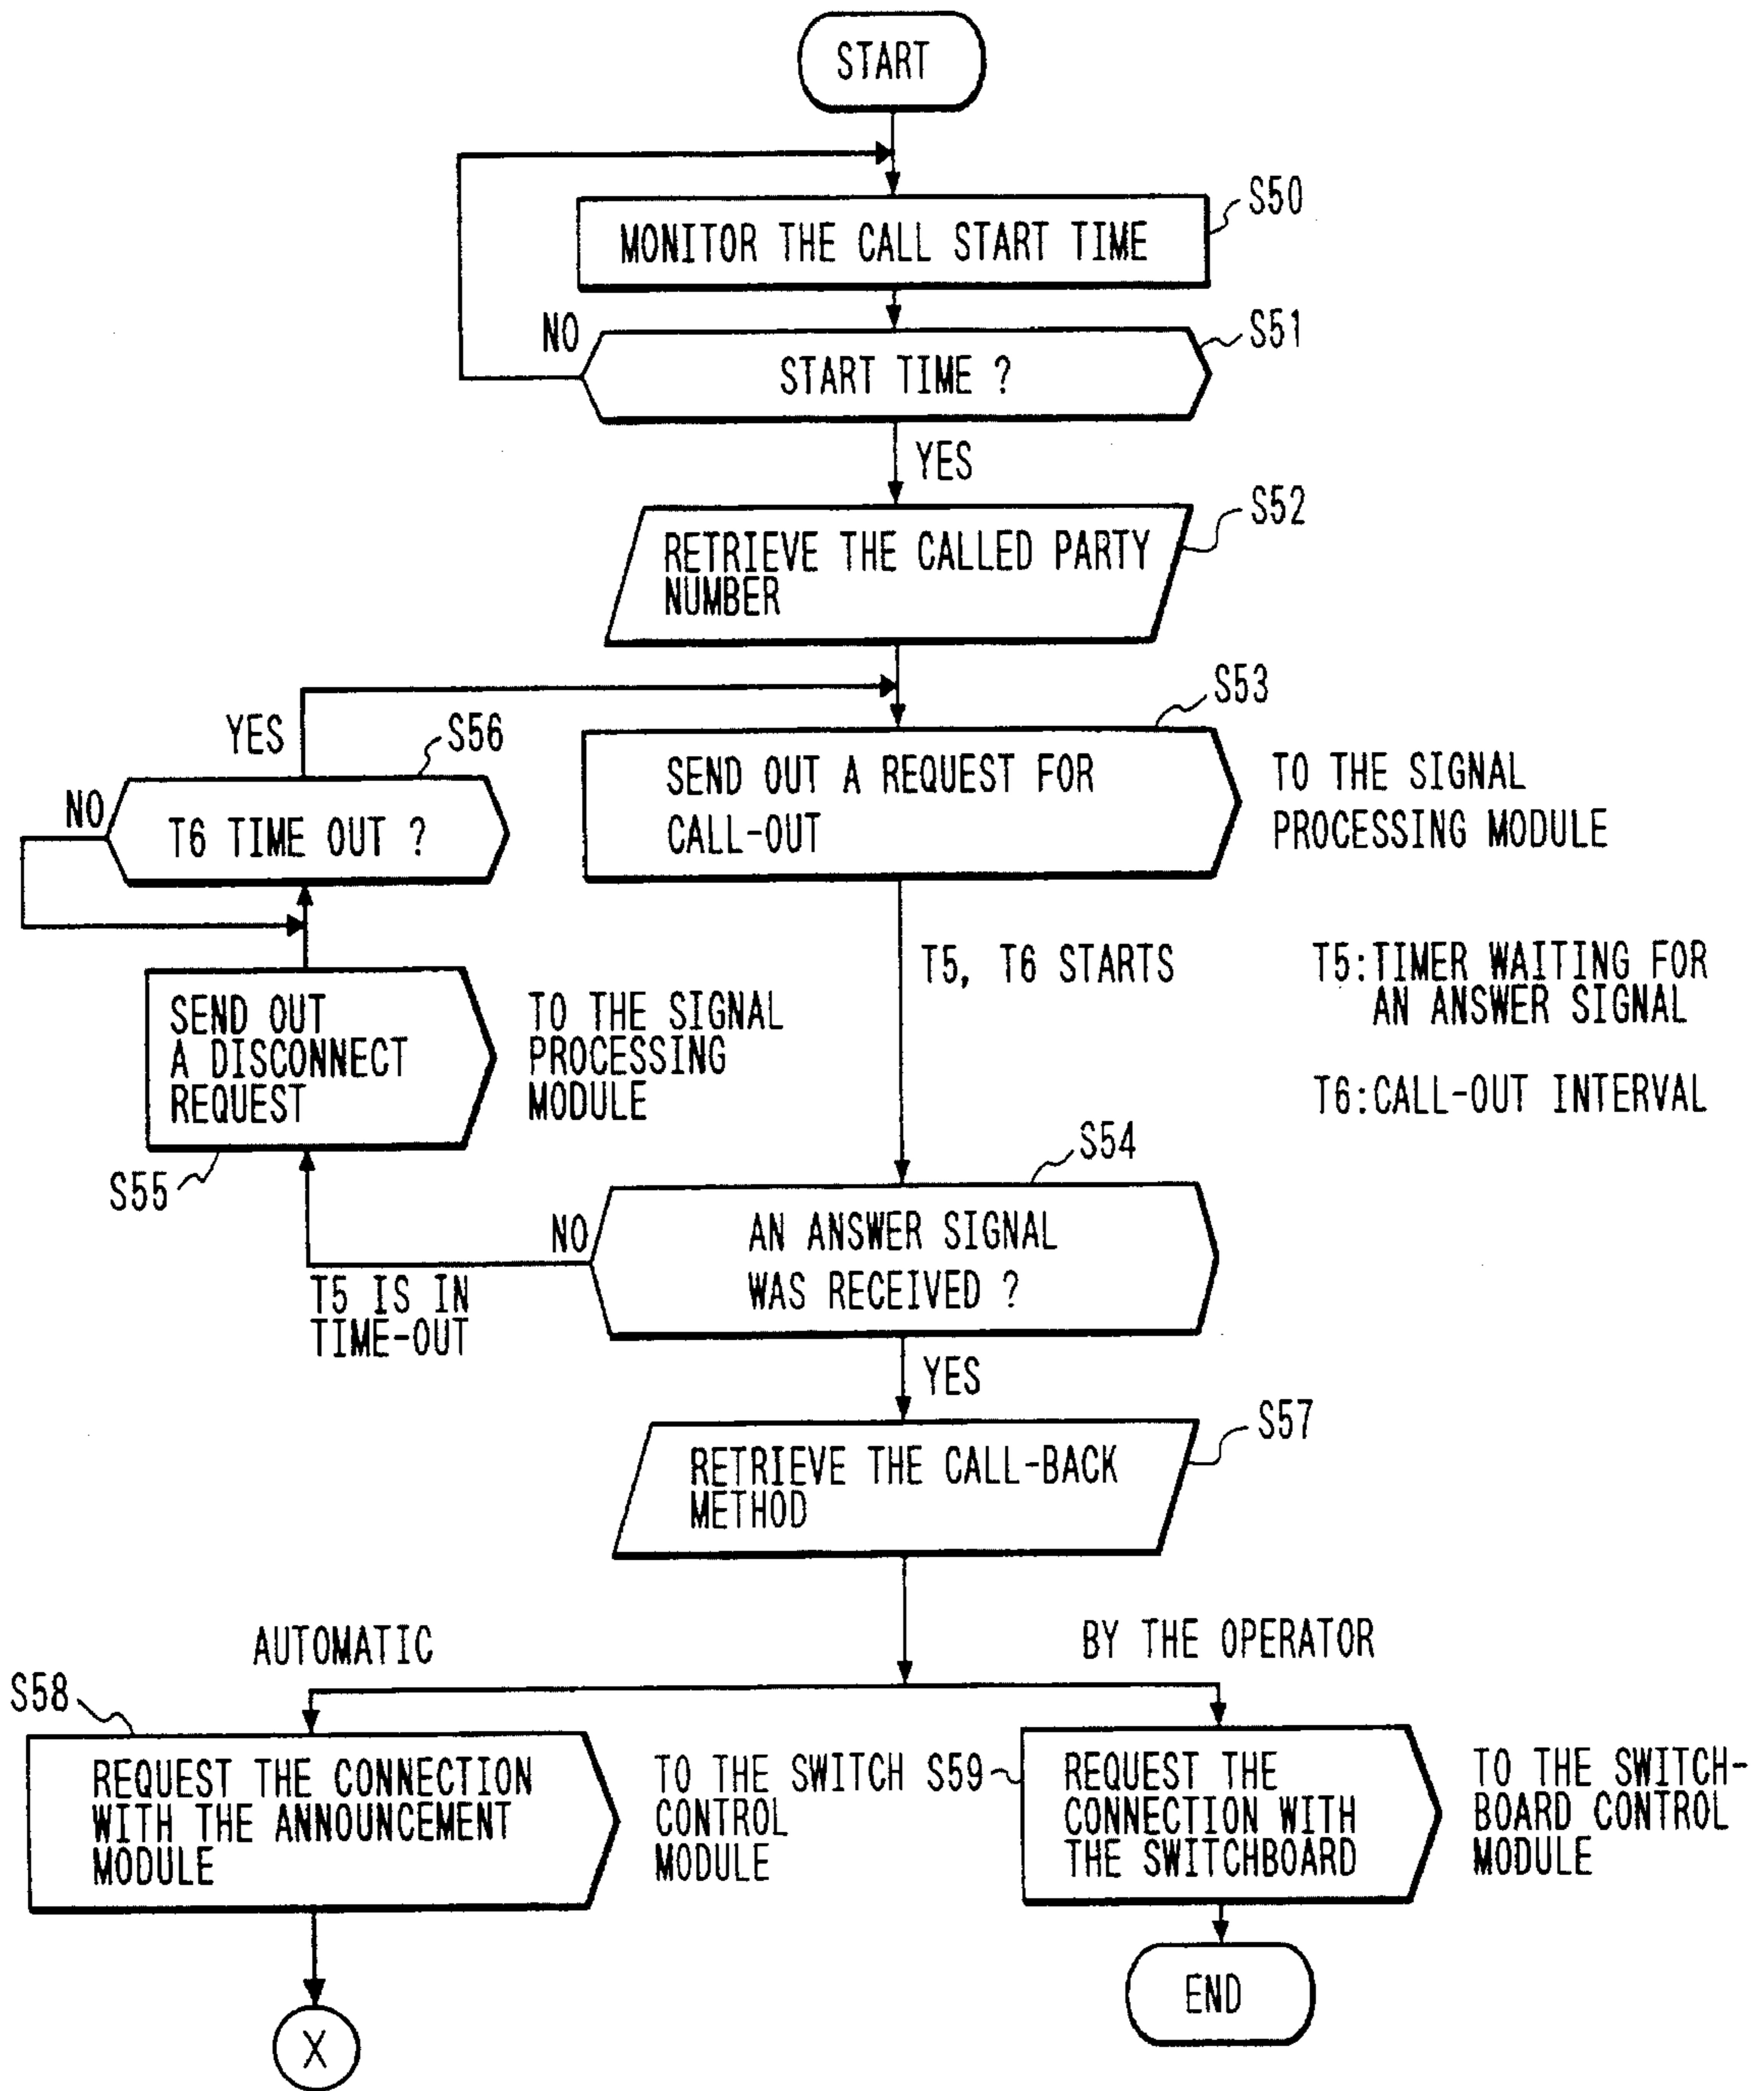 START
S50
MONITOR THE CALL START TIME
S51
NO
START TIME ?
YES
S52
RETRIEVE THE CALLED PARTY
NUMBER
S53
YES
S56
SEND OUT A REQUEST FOR
CALL-OUT
TO THE SIGNAL
PROCESSING MODULE
NO
T6 TIME OUT ?
T5, T6 STARTS
T5:TIMER WAITING FOR
AN ANSWER SIGNAL
T6:CALL-OUT INTERVAL
SEND OUT
A DISCONNECT
REQUEST
TO THE SIGNAL
PROCESSING
MODULE
S55
S54
NO
AN ANSWER SIGNAL
WAS RECEIVED ?
T5 IS IN
TIME-OUT
YES
S57
RETRIEVE THE CALL-BACK
METHOD
AUTOMATIC
BY THE OPERATOR
S58
REQUEST THE CONNECTION
WITH THE ANNOUNCEMENT
MODULE
TO THE SWITCH
CONTROL
MODULE
S59
REQUEST THE
CONNECTION WITH
THE SWITCHBOARD
TO THE SWITCH-
BOARD CONTROL
MODULE
X
END